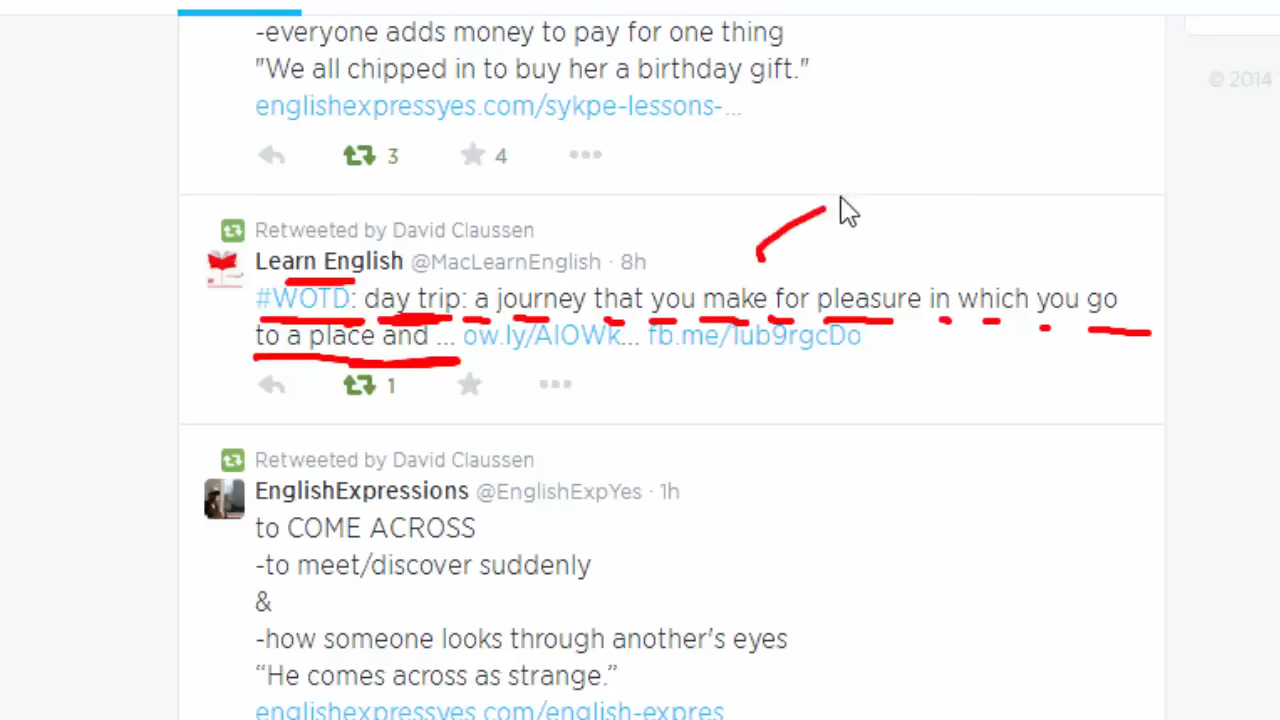 -everyone adds money to pay for one thing
"We all chipped in to buy her a birthday gift."
englishexpressyes.com/sykpe-lessons-...
© 2014
3 4
Retweeted by David Claussen
Learn English @MacLearnEnglish · 8h
#WOTD: day trip: a journey that you make for pleasure in which you go
to a place and ... ow.ly/AIOWk... fb.me/1ub9rgcDo
1
Retweeted by David Claussen
EnglishExpressions @EnglishExpYes · 1h
to COME ACROSS
-to meet/discover suddenly
&
-how someone looks through another's eyes
“He comes across as strange.”
englishexpressyes.com/english-expres